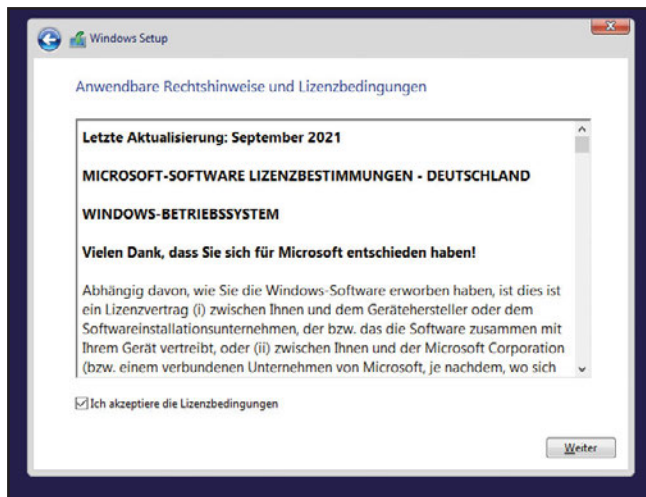 Windows Setup
Anwendbare Rechtshinweise und Lizenzbedingungen
Letzte Aktualisierung: September 2021
MICROSOFT-SOFTWARE LIZENZBESTIMMUNGEN - DEUTSCHLAND
WINDOWS-BETRIEBSSYSTEM
Vielen Dank, dass Sie sich für Microsoft entschieden haben!
Abhängig davon, wie Sie die Windows-Software erworben haben, ist dies ist
ein Lizenzvertrag (i) zwischen Ihnen und dem Gerätehersteller oder dem
Softwareinstallationsunternehmen, der bzw. das die Software zusammen mit
Ihrem Gerät vertreibt, oder (ii) zwischen Ihnen und der Microsoft Corporation
(bzw. einem verbundenen Unternehmen von Microsoft, je nachdem, wo sich
Ich akzeptiere die Lizenzbedingungen
Weiter